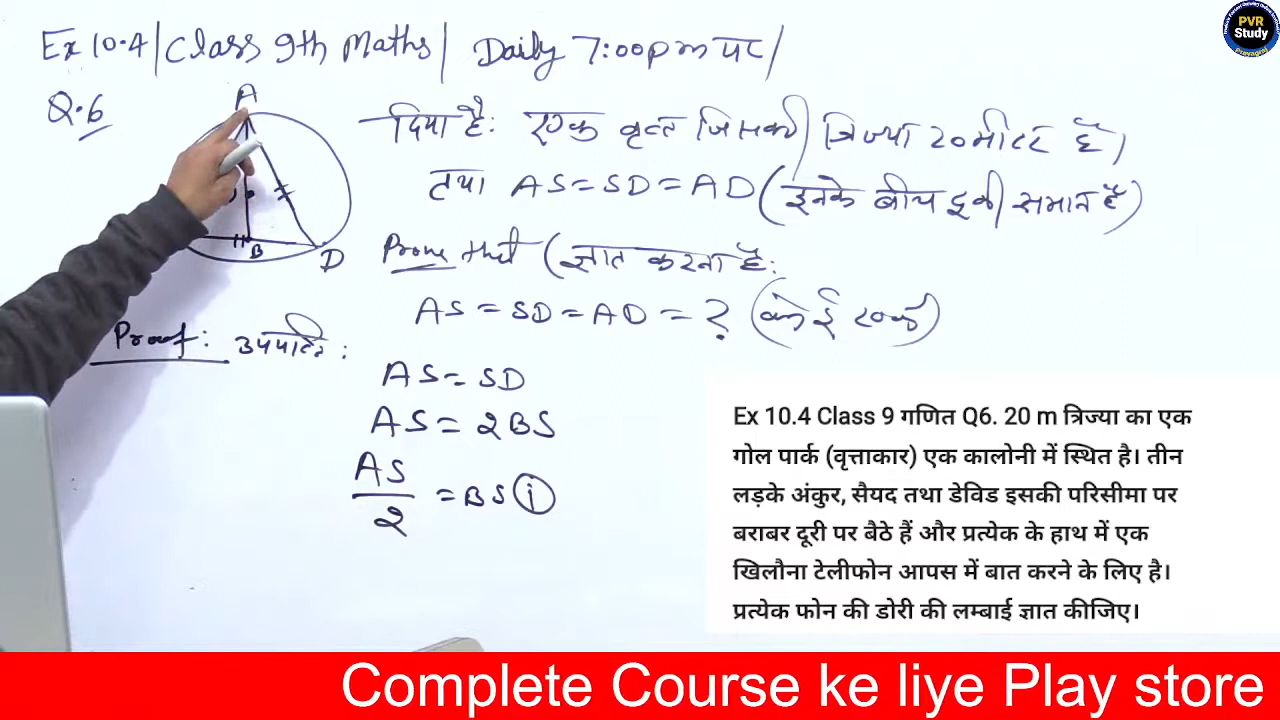 Ex 10.4 | Class 9th Maths | Daily 7:00pm पर |
Q.6
A
B
D
दिया है: एक वृत्त जिसकी त्रिज्या 20मीटर है।
तथा AS = SD = AD (इनके बीच दूरी समान है)
Prove that (ज्ञात करना है:
AS = SD = AD = ? (कोई एक)
Proof: उपपत्ति:
AS = SD
AS = 2BS
AS/2 = BS (i)
Ex 10.4 Class 9 गणित Q6. 20 m त्रिज्या का एक
गोल पार्क (वृत्ताकार) एक कालोनी में स्थित है। तीन
लड़के अंकुर, सैयद तथा डेविड इसकी परिसीमा पर
बराबर दूरी पर बैठे हैं और प्रत्येक के हाथ में एक
खिलौना टेलीफोन आपस में बात करने के लिए है।
प्रत्येक फोन की डोरी की लम्बाई ज्ञात कीजिए।
PVR
Study
Complete Course ke liye Play store